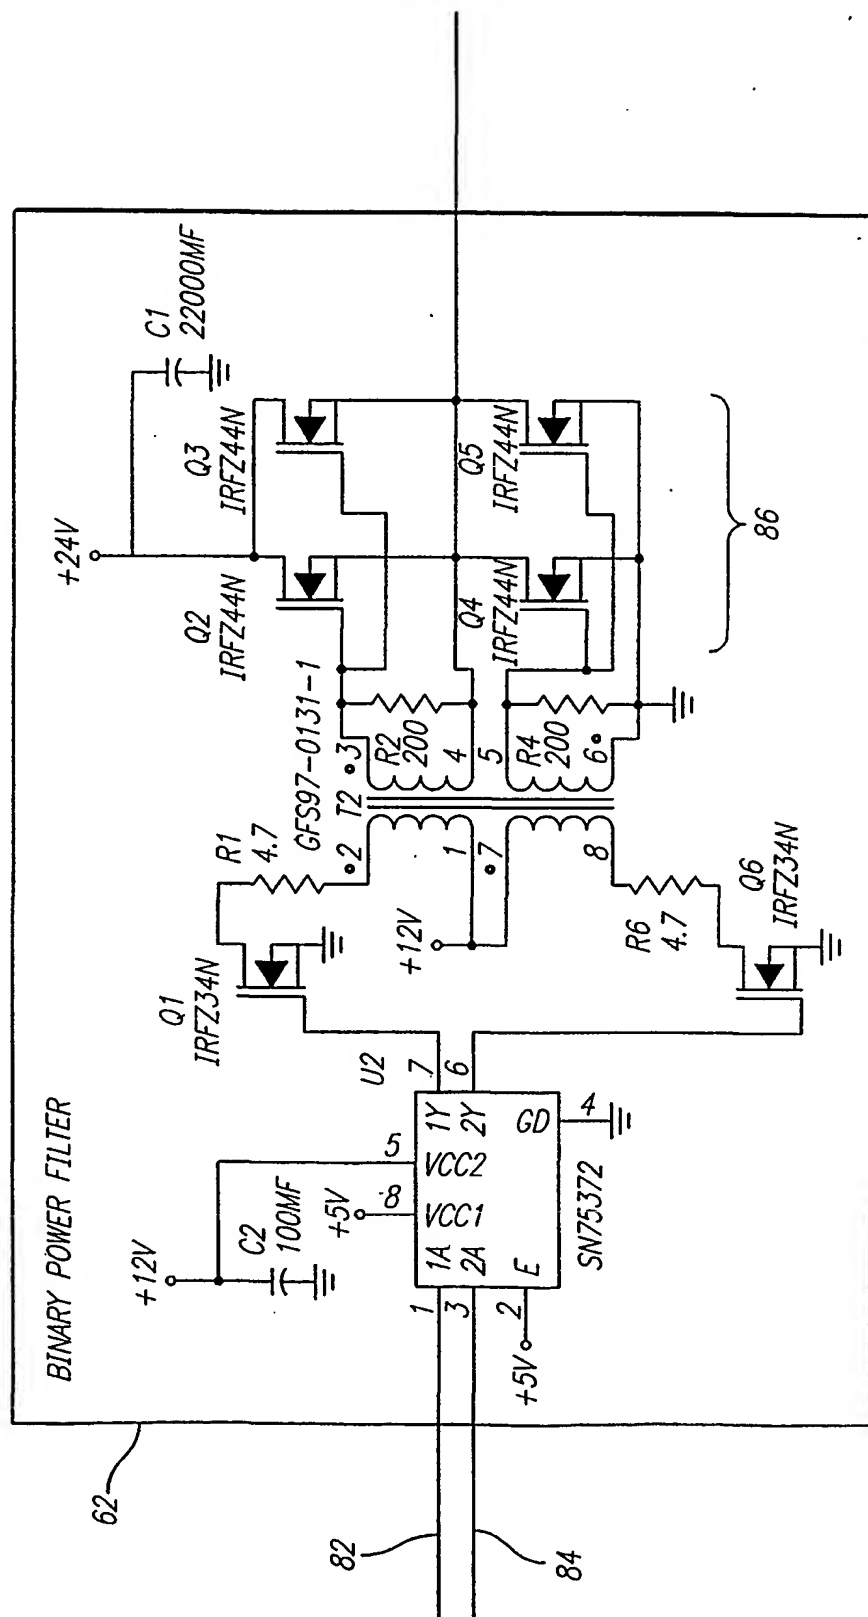 BINARY POWER FILTER
62
82
84
+12V
C2
100MF
+5V
8
5
VCC1
VCC2
1
3
2
1A
2A
E
+5V
1Y
2Y
GD
7
6
4
U2
SN75372
Q1
IRFZ34N
R1
4.7
+12V
GFS97-0131-1
T2
2
1
7
8
3
4
5
6
R2
200
R4
200
R6
4.7
Q6
IRFZ34N
+24V
C1
22000MF
Q2
IRFZ44N
Q3
IRFZ44N
Q4
IRFZ44N
Q5
IRFZ44N
86